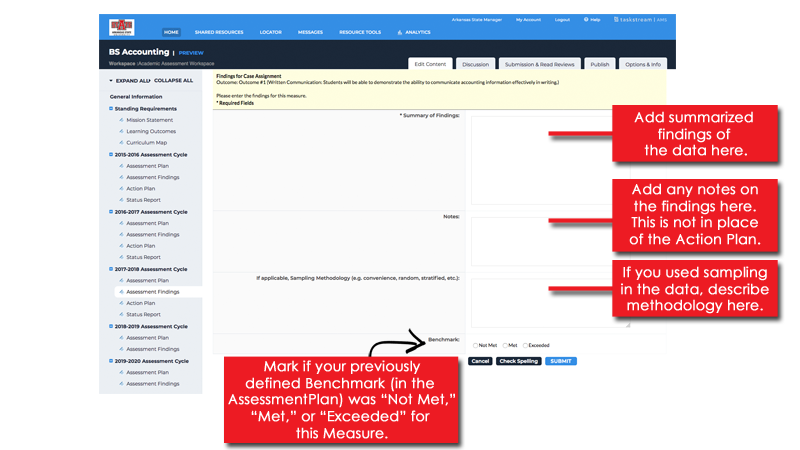 Arkansas State Manager My Account Logout Help taskstream | AMS
ARKANSAS STATE
HOME SHARED RESOURCES LOCATOR MESSAGES RESOURCE TOOLS ANALYTICS
BS Accounting | PREVIEW
Workspace: Academic Assessment Workspace
Edit Content Discussion Submission & Read Reviews Publish Options & Info
EXPAND ALL COLLAPSE ALL
General Information
Standing Requirements
Mission Statement
Learning Outcomes
Curriculum Map
2015-2016 Assessment Cycle
Assessment Plan
Assessment Findings
Action Plan
Status Report
2016-2017 Assessment Cycle
Assessment Plan
Assessment Findings
Action Plan
Status Report
2017-2018 Assessment Cycle
Assessment Plan
Assessment Findings
Action Plan
Status Report
2018-2019 Assessment Cycle
Assessment Plan
Assessment Findings
2019-2020 Assessment Cycle
Assessment Plan
Assessment Findings
Findings for Case Assignment
Outcome: Outcome #1 (Written Communication: Students will be able to demonstrate the ability to communicate accounting information effectively in writing.)
Please enter the findings for this measure.
* Required Fields
* Summary of Findings:
Add summarized
findings of
the data here.
Notes:
Add any notes on
the findings here.
This is not in place
of the Action Plan.
If applicable, Sampling Methodology (e.g. convenience, random, stratified, etc.):
If you used sampling
in the data, describe
methodology here.
Benchmark:
Not Met Met Exceeded
Cancel Check Spelling SUBMIT
Mark if your previously
defined Benchmark (in the
AssessmentPlan) was “Not Met,”
“Met,” or “Exceeded” for
this Measure.